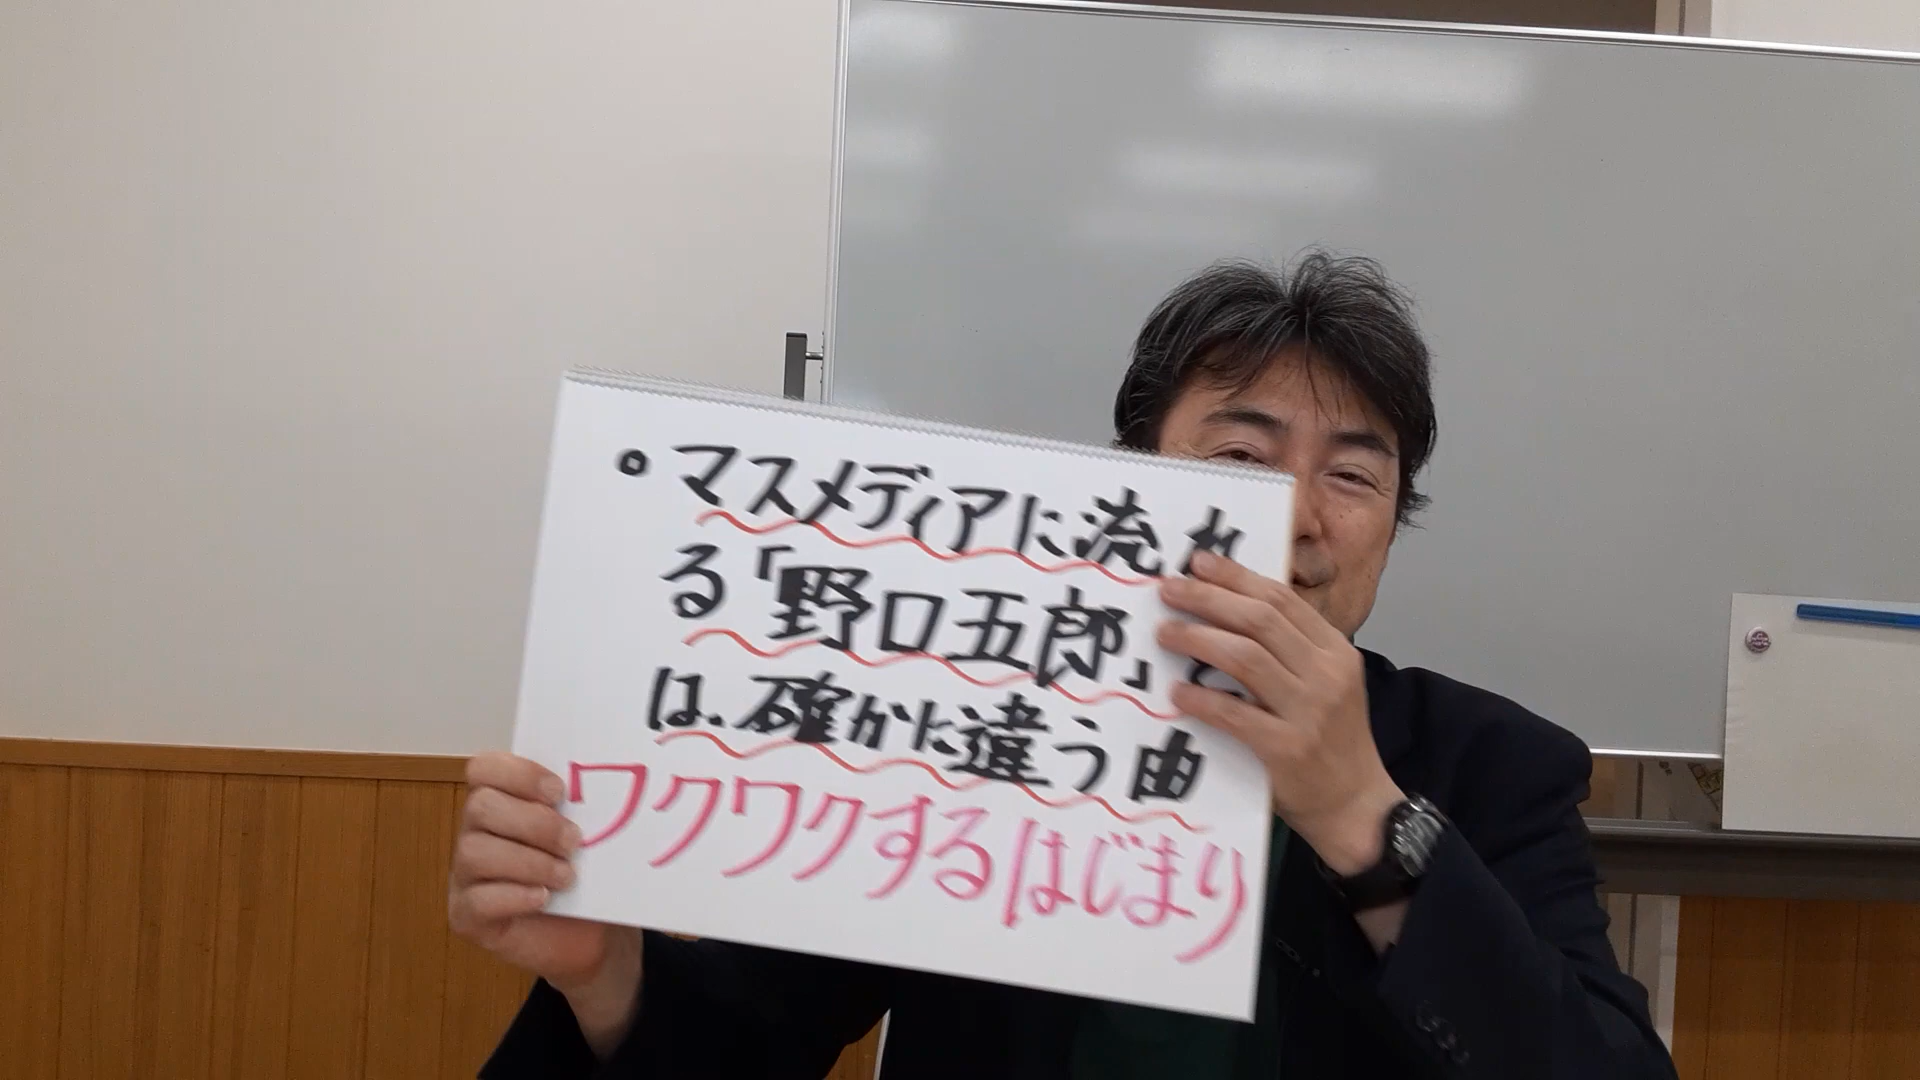 マスメディアに流れ
る「野口五郎」と
は、確かに違う由
ワクワクするはじまり